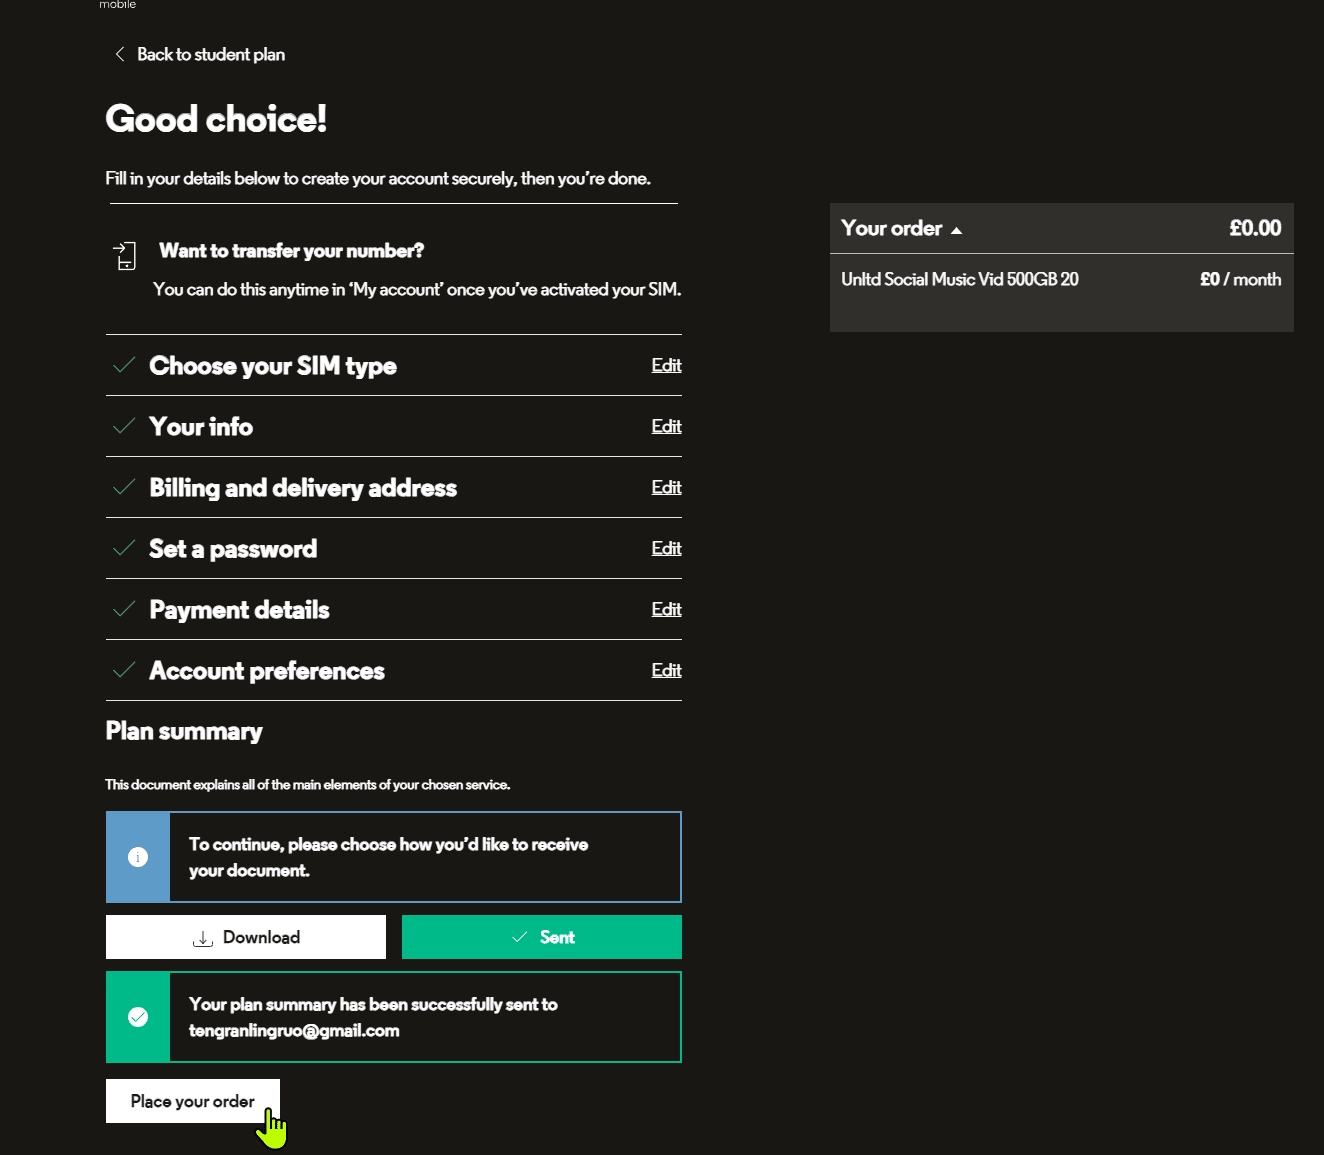 mobile
Back to student plan
Good choice!
Fill in your details below to create your account securely, then you're done.
Your order
£0.00
Unltd Social Music Vid 500GB 20
£0 / month
Want to transfer your number?
You can do this anytime in ‘My account’ once you’ve activated your SIM.
Choose your SIM type
Edit
Your info
Edit
Billing and delivery address
Edit
Set a password
Edit
Payment details
Edit
Account preferences
Edit
Plan summary
This document explains all of the main elements of your chosen service.
To continue, please choose how you’d like to receive
your document.
Download
Sent
Your plan summary has been successfully sent to
tengranlingruo@gmail.com
Place your order